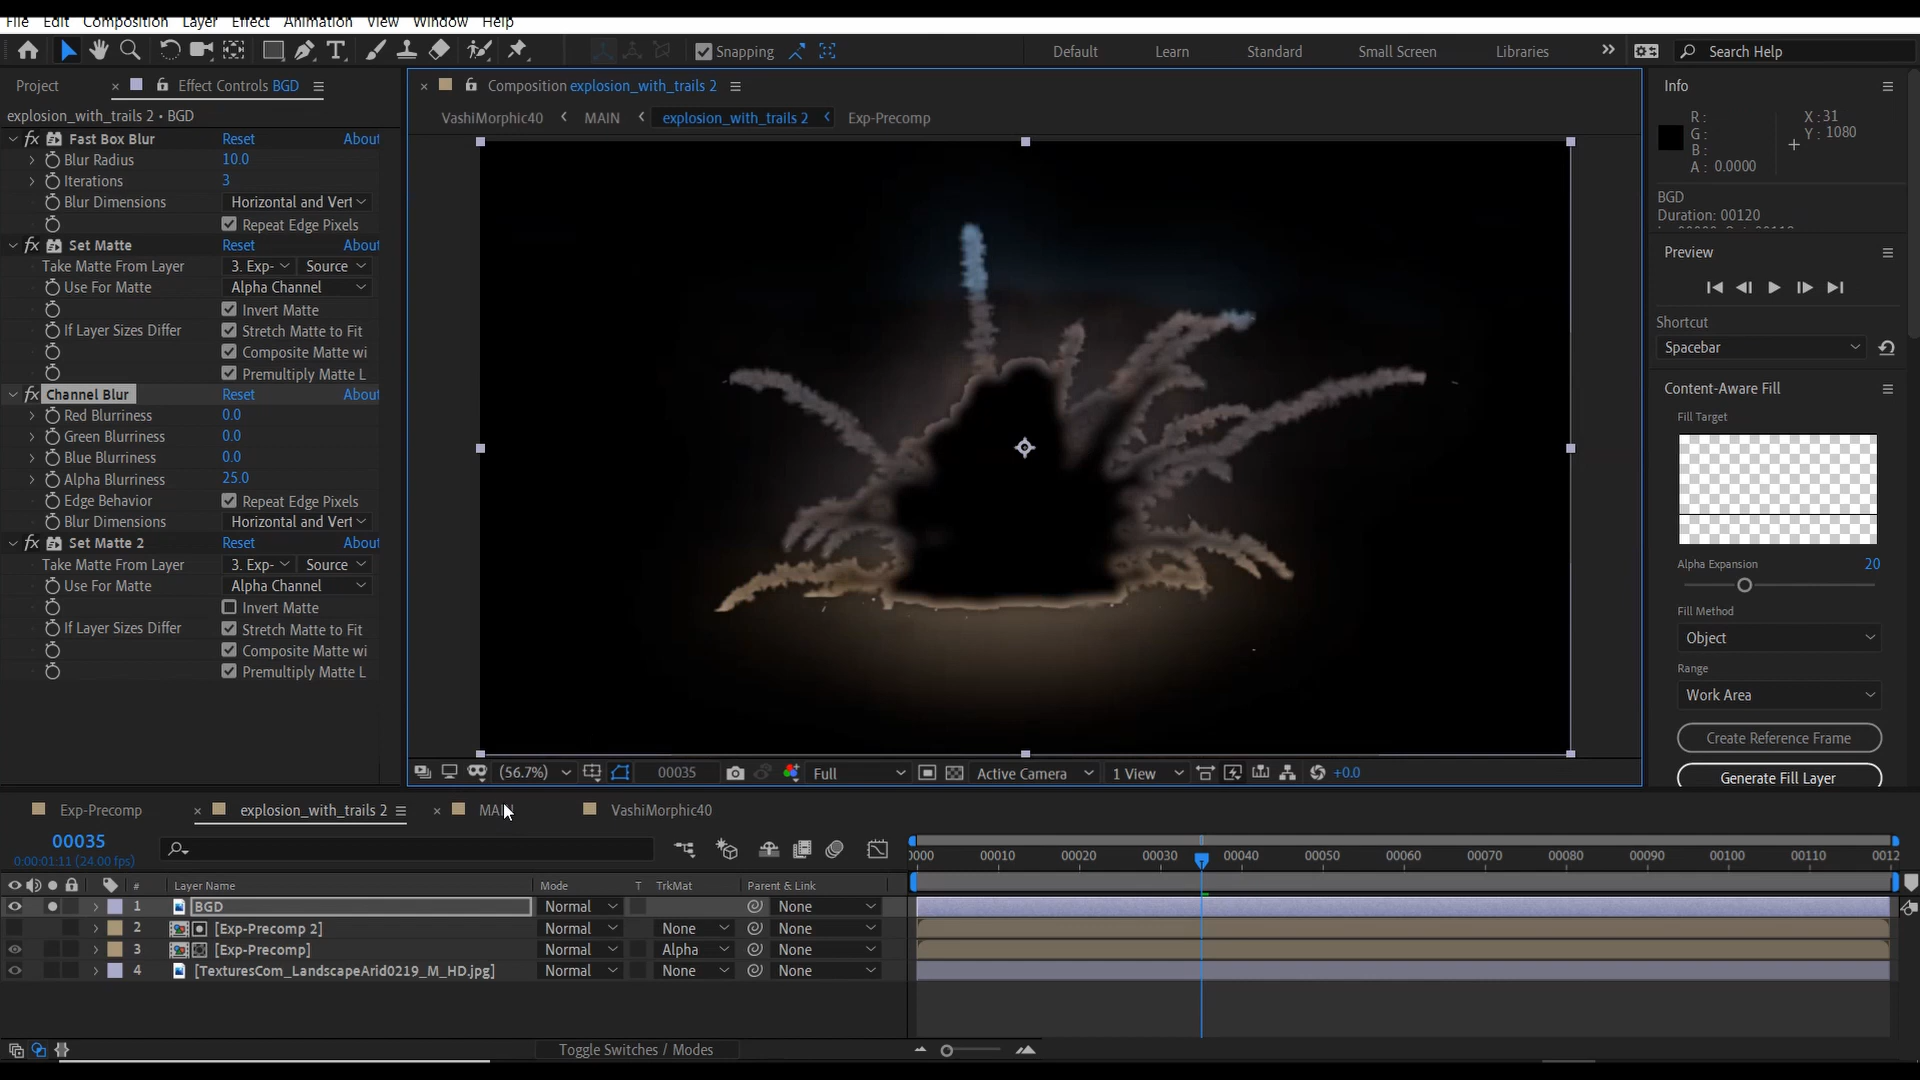 File Edit Composition Layer Effect Animation View Window Help
Snapping Default Learn Standard Small Screen Libraries Search Help
Project Effect Controls BGD
explosion_with_trails 2 • BGD
fx Fast Box Blur Reset About
Blur Radius 10.0
Iterations 3
Blur Dimensions Horizontal and Vert
Repeat Edge Pixels
fx Set Matte Reset About
Take Matte From Layer 3. Exp- Source
Use For Matte Alpha Channel
Invert Matte
If Layer Sizes Differ Stretch Matte to Fit
Composite Matte wi
Premultiply Matte L
fx Channel Blur Reset About
Red Blurriness 0.0
Green Blurriness 0.0
Blue Blurriness 0.0
Alpha Blurriness 25.0
Edge Behavior Repeat Edge Pixels
Blur Dimensions Horizontal and Vert
fx Set Matte 2 Reset About
Take Matte From Layer 3. Exp- Source
Use For Matte Alpha Channel
Invert Matte
If Layer Sizes Differ Stretch Matte to Fit
Composite Matte wi
Premultiply Matte L
Composition explosion_with_trails 2
VashiMorphic40 MAIN explosion_with_trails 2 Exp-Precomp
(56.7%) 00035 Full Active Camera 1 View +0.0
Info
R: X: 31
G: Y: 1080
B:
A: 0.0000
BGD
Duration: 00120
Preview
Shortcut
Spacebar
Content-Aware Fill
Fill Target
Alpha Expansion 20
Fill Method
Object
Range
Work Area
Create Reference Frame
Generate Fill Layer
Exp-Precomp explosion_with_trails 2 MAIN VashiMorphic40
00035
0:00:01:11 (24.00 fps)
0000 00010 00020 00030 00040 00050 00060 00070 00080 00090 00100 00110 0012
# Layer Name Mode T TrkMat Parent & Link
1 BGD Normal None
2 [Exp-Precomp 2] Normal None None
3 [Exp-Precomp] Normal Alpha None
4 [TexturesCom_LandscapeArid0219_M_HD.jpg] Normal None None
Toggle Switches / Modes